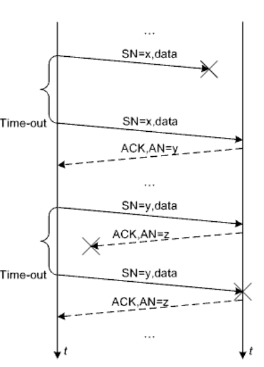 ...
SN=x,data
Time-out
SN=x,data
ACK,AN=y
...
SN=y,data
ACK,AN=z
Time-out
SN=y,data
ACK,AN=z
...
t
t